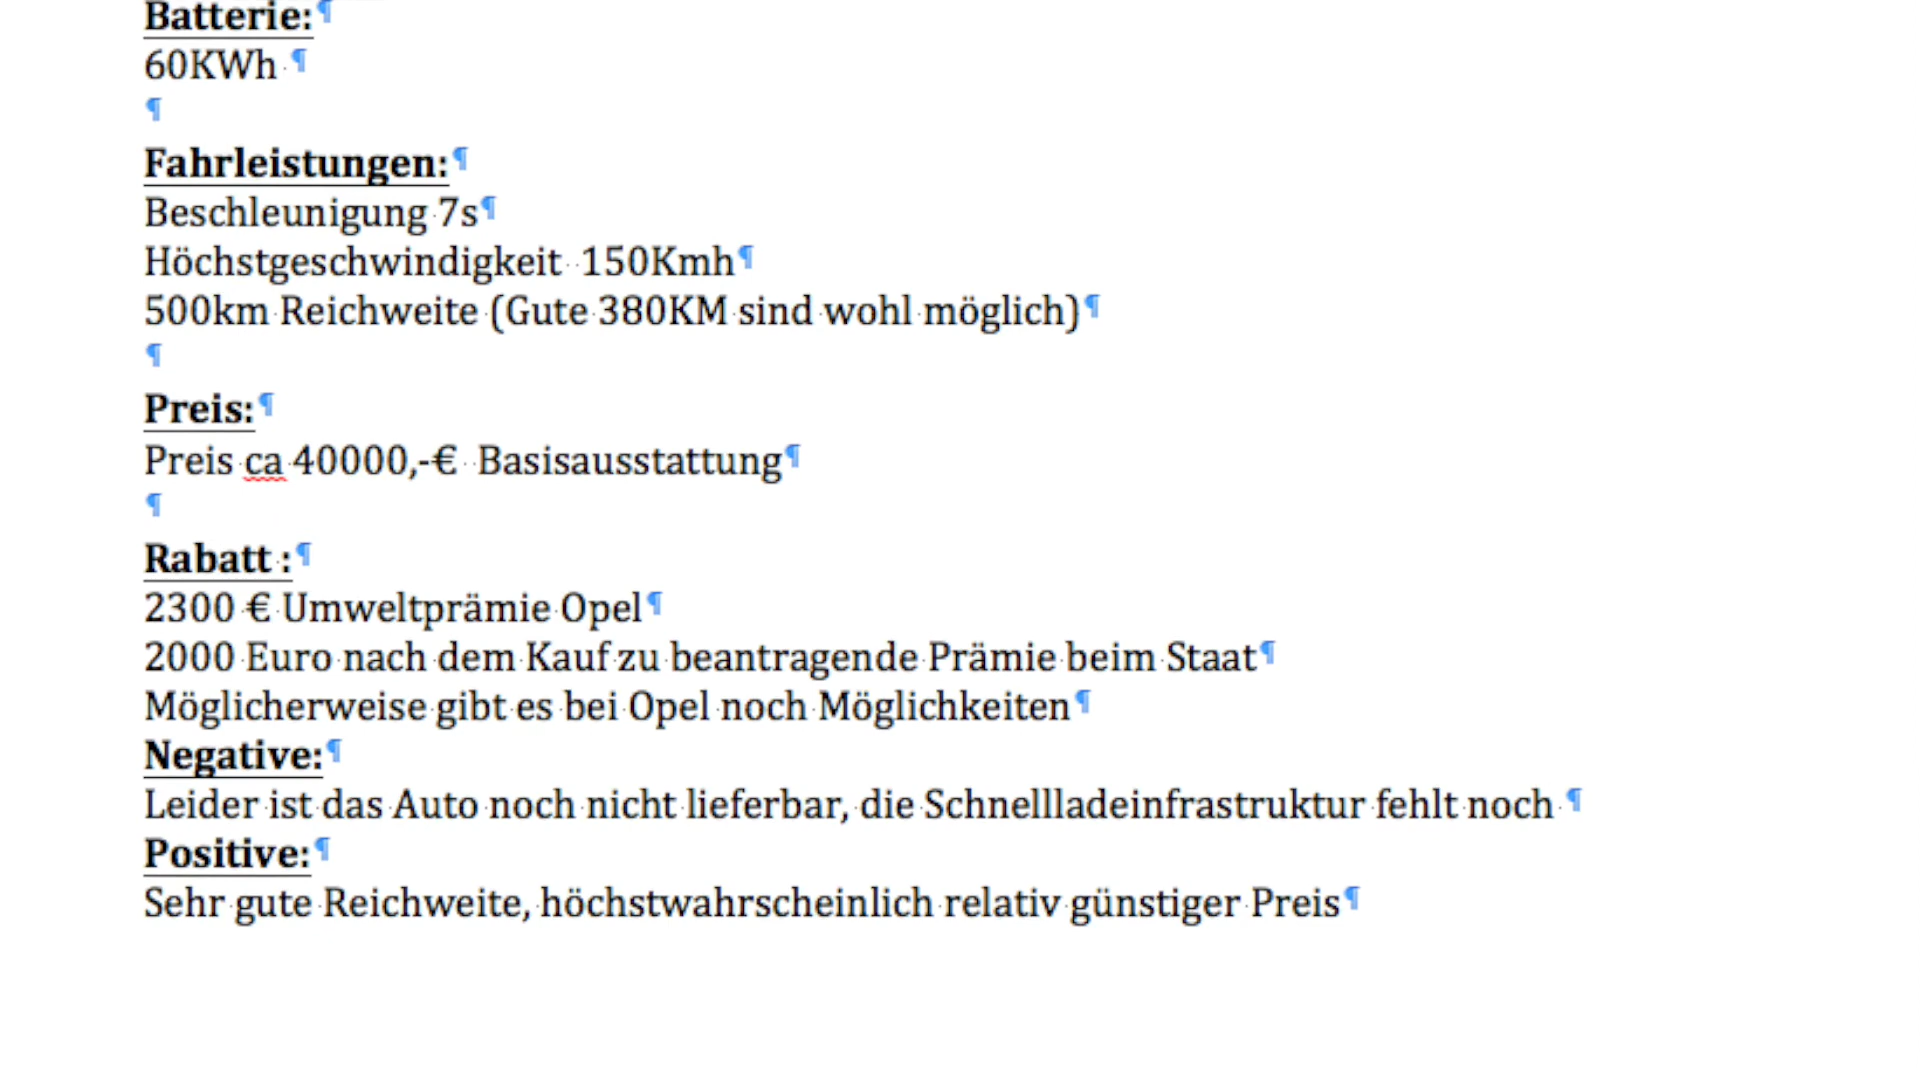 Batterie:
60KWh
Fahrleistungen:
Beschleunigung 7s
Höchstgeschwindigkeit 150Kmh
500km Reichweite (Gute 380KM sind wohl möglich)
Preis:
Preis ca 40000,-€ Basisausstattung
Rabatt :
2300 € Umweltprämie Opel
2000 Euro nach dem Kauf zu beantragende Prämie beim Staat
Möglicherweise gibt es bei Opel noch Möglichkeiten
Negative:
Leider ist das Auto noch nicht lieferbar, die Schnellladeinfrastruktur fehlt noch
Positive:
Sehr gute Reichweite, höchstwahrscheinlich relativ günstiger Preis